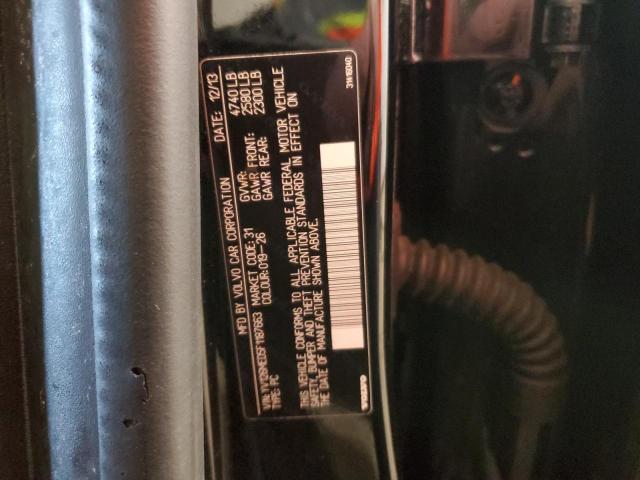 MFD BY VOLVO CAR CORPORATION DATE: 12/13
GVWR: 4740 LB
GAWR FRONT: 2580 LB
GAWR REAR: 2300 LB
MARKET CODE: 31
COLOUR: 019-26
TYPE: PC
THIS VEHICLE CONFORMS TO ALL APPLICABLE FEDERAL MOTOR VEHICLE
SAFETY, BUMPER AND THEFT PREVENTION STANDARDS IN EFFECT ON
THE DATE OF MANUFACTURE SHOWN ABOVE.
VOLVO
31416040